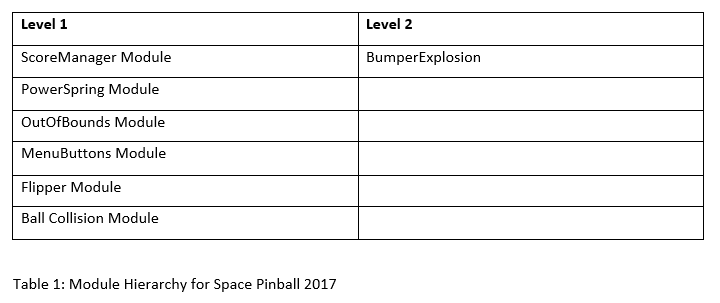 Level 1 Level 2
ScoreManager Module BumperExplosion
PowerSpring Module
OutOfBounds Module
MenuButtons Module
Flipper Module
Ball Collision Module
Table 1: Module Hierarchy for Space Pinball 2017